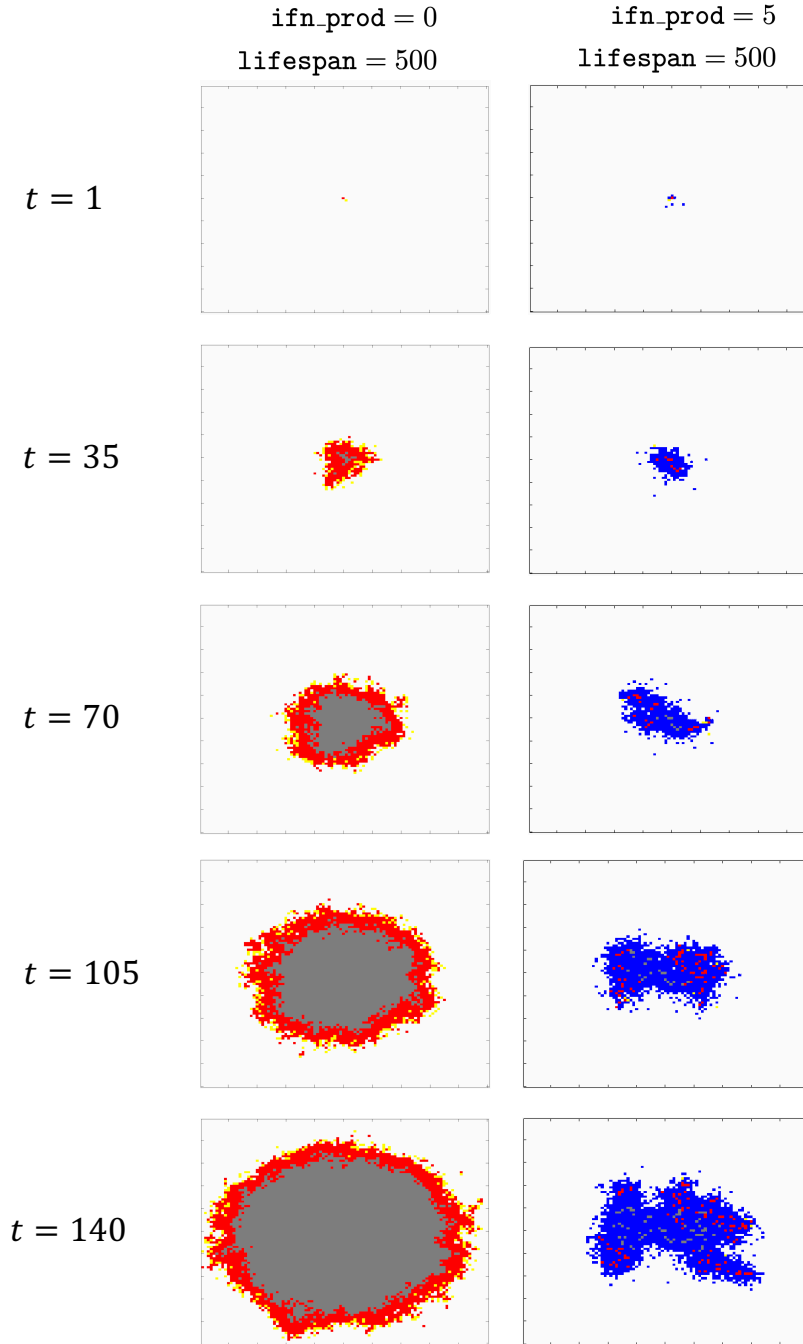 ifn_prod = 0
lifespan = 500
ifn_prod = 5
lifespan = 500
t = 1
t = 35
t = 70
t = 105
t = 140